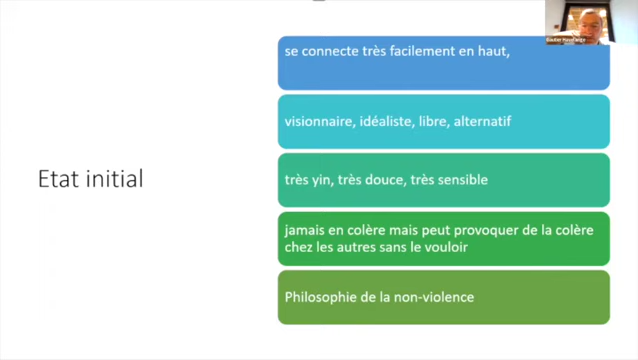 se connecte très facilement en haut,
visionnaire, idéaliste, libre, alternatif
Etat initial
très yin, très douce, très sensible
jamais en colère mais peut provoquer de la colère
chez les autres sans le vouloir
Philosophie de la non-violence